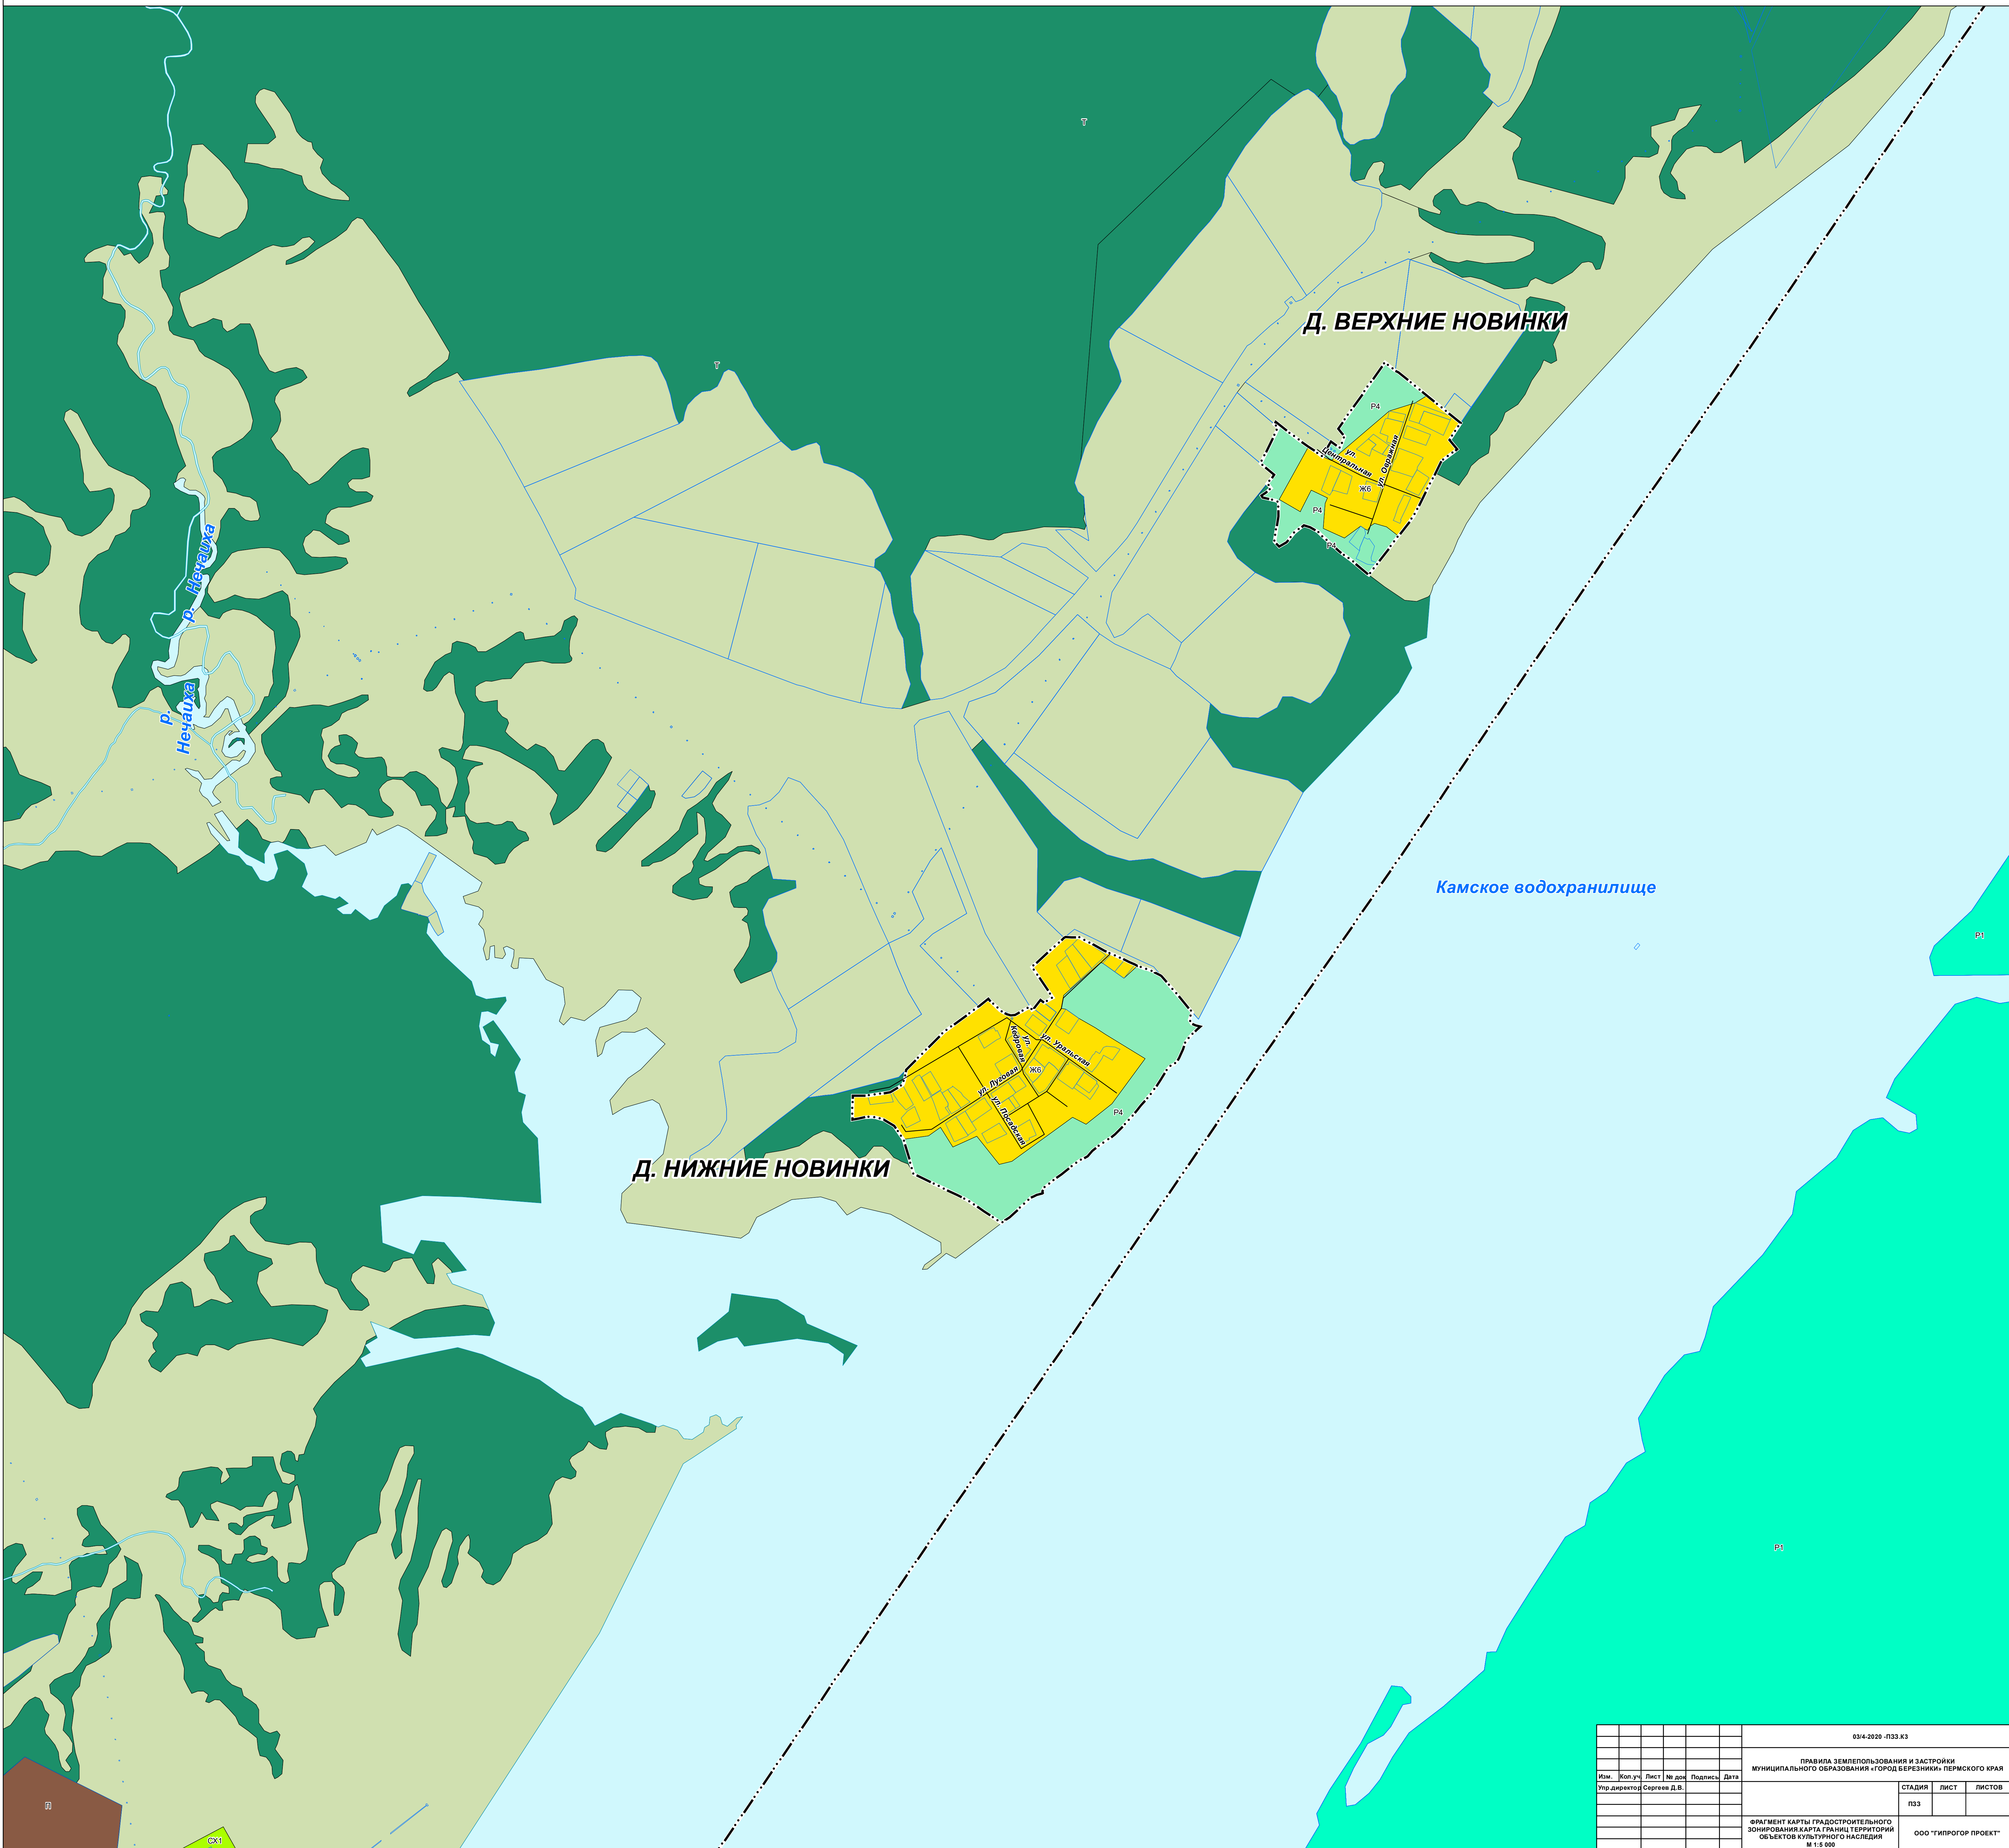 Т
Т
Д. ВЕРХНИЕ НОВИНКИ
Р4
ул.
Центральная
ул. Овражная
Ж6
Р4
Р4
р. Нечаиха
р.
Нечаиха
Камское водохранилище
Р1
ул.
Кедровая
ул. Уральская
Ж6
ул. Луговая
ул. Посадская
Р4
Д. НИЖНИЕ НОВИНКИ
Р1
П
СХ1
03/4-2020 -ПЗЗ.К3
ПРАВИЛА ЗЕМЛЕПОЛЬЗОВАНИЯ И ЗАСТРОЙКИ
МУНИЦИПАЛЬНОГО ОБРАЗОВАНИЯ «ГОРОД БЕРЕЗНИКИ» ПЕРМСКОГО КРАЯ
Изм. Кол.уч Лист № док Подпись Дата
Упр.директор Сергеев Д.В.
СТАДИЯ ЛИСТ ЛИСТОВ
ПЗЗ
ФРАГМЕНТ КАРТЫ ГРАДОСТРОИТЕЛЬНОГО
ЗОНИРОВАНИЯ.КАРТА ГРАНИЦ ТЕРРИТОРИЙ
ОБЪЕКТОВ КУЛЬТУРНОГО НАСЛЕДИЯ
М 1:5 000
ООО "ГИПРОГОР ПРОЕКТ"